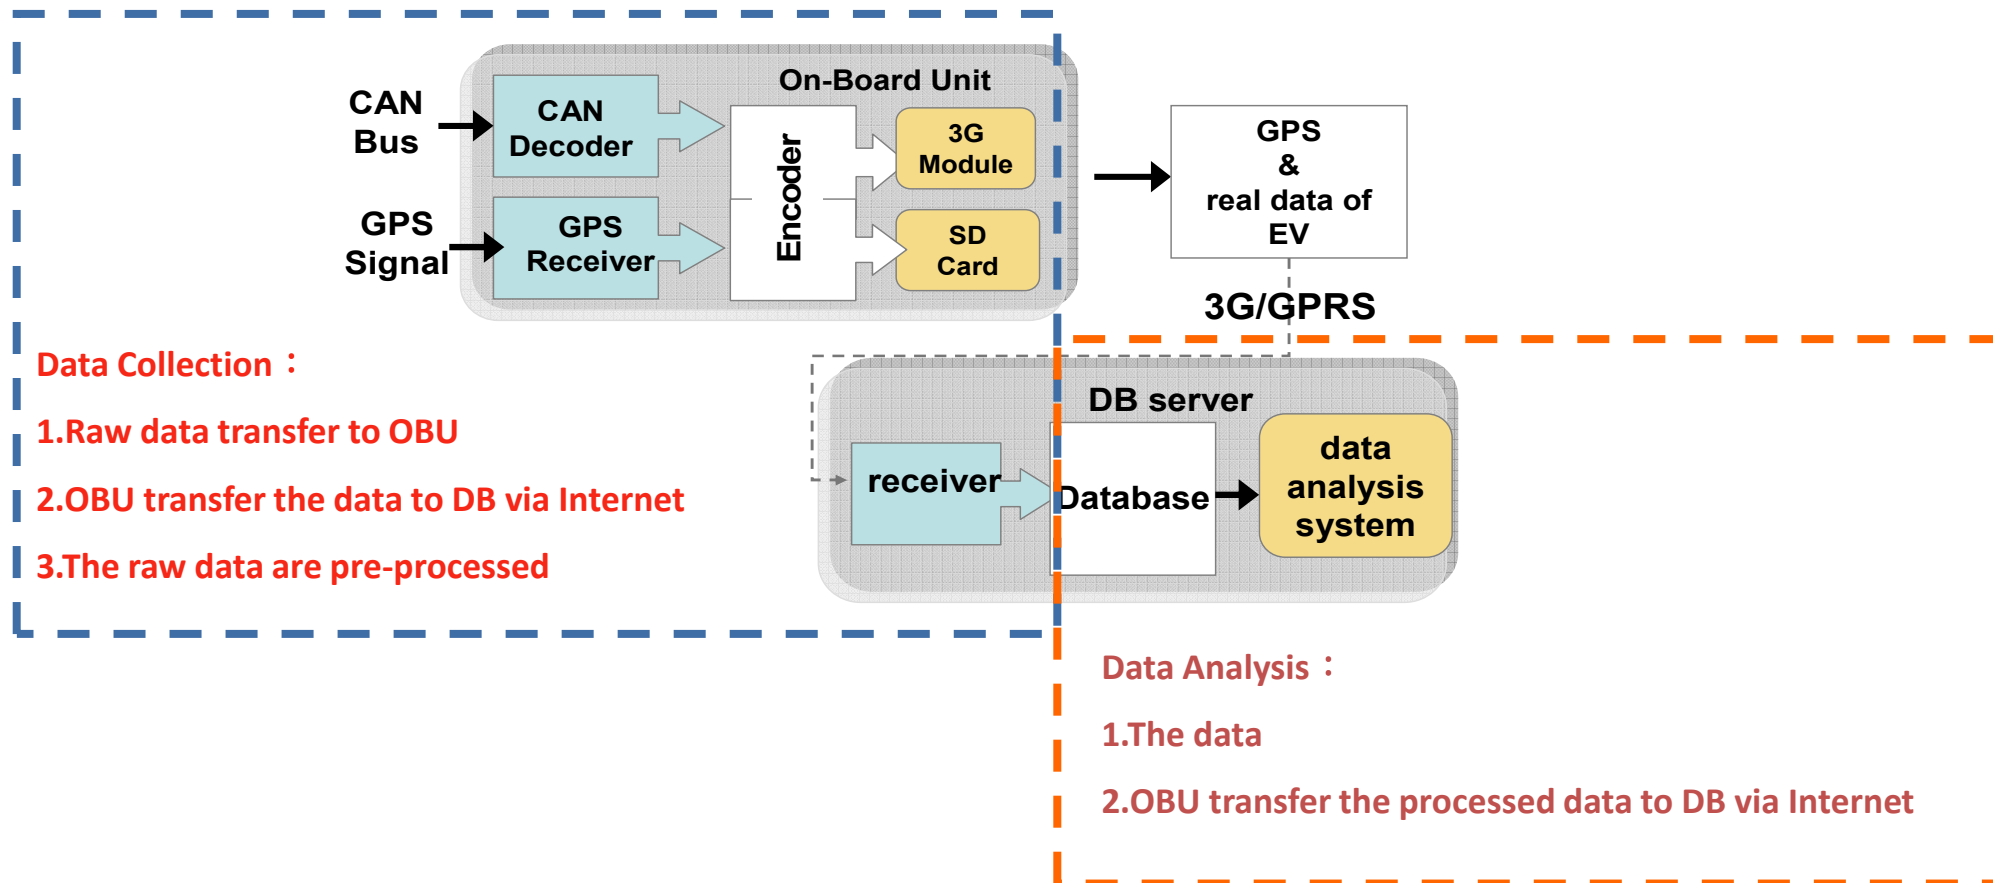 On-Board Unit
CAN
Bus
CAN
Decoder
GPS
Signal
GPS
Receiver
Encoder
3G
Module
SD
Card
GPS
&
real data of
EV
3G/GPRS
Data Collection：
1.Raw data transfer to OBU
2.OBU transfer the data to DB via Internet
3.The raw data are pre-processed
DB server
receiver
Database
data
analysis
system
Data Analysis：
1.The data
2.OBU transfer the processed data to DB via Internet